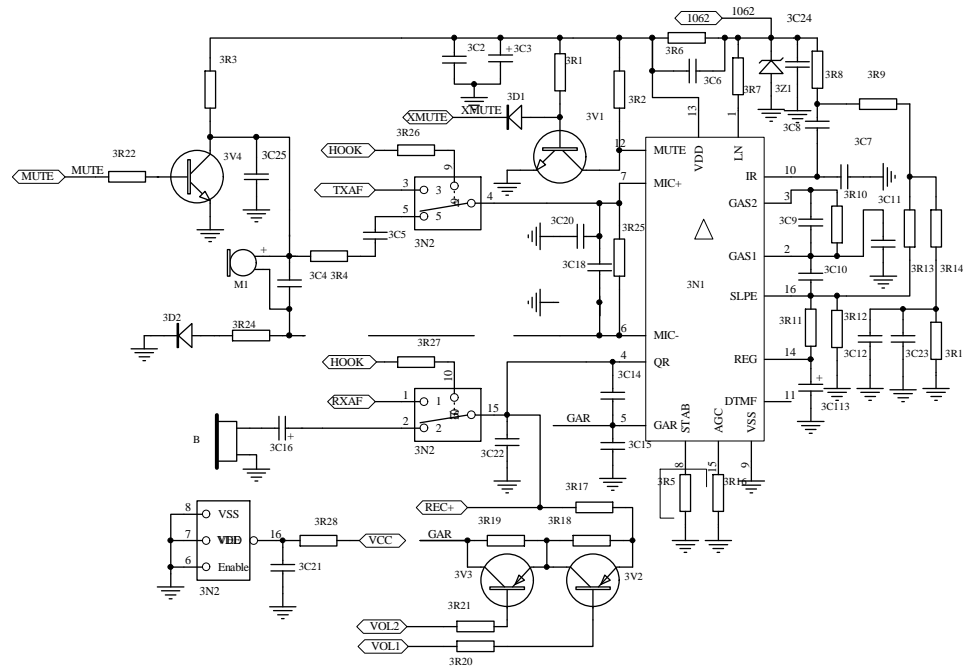 1062 1062 3C24
3R3 3C2 +3C3 3R1 3R6 3R8 3R9
3C6 3R7 3Z1
3D1 3R2
XMUTE XMUTE 3V1 13 1 3C8
3R26
3R22 3V4 3C25 HOOK 12 MUTE VDD LN 3C7
MUTE MUTE 9 7 MIC+ IR 10 3R10
TXAF 3 3 4 GAS2 3 3C11
5 5 3C20 3R25 3C9
3C5 3N2
+ 3C18 GAS1 2 3R13 3R14
M1 3C4 3R4 3N1 3C10
SLPE 16
3D2 3R24 3R11 3R12
6 MIC-
3R27 3C12 3C23 3R1
HOOK 4 QR REG 14
10 3C14 +
RXAF 1 1 15 DTMF 11 3C113
B 2 2 GAR 5 GAR STAB AGC VSS
3C16 + 3N2 3C22 3C15
8 15 9
3R5 3R16
REC+ 3R17
8 VSS 3R19 3R18
7 VDD 16 3R28 VCC GAR
6 Enable 3C21 3V3 3V2
3N2
3R21
VOL2
VOL1
3R20